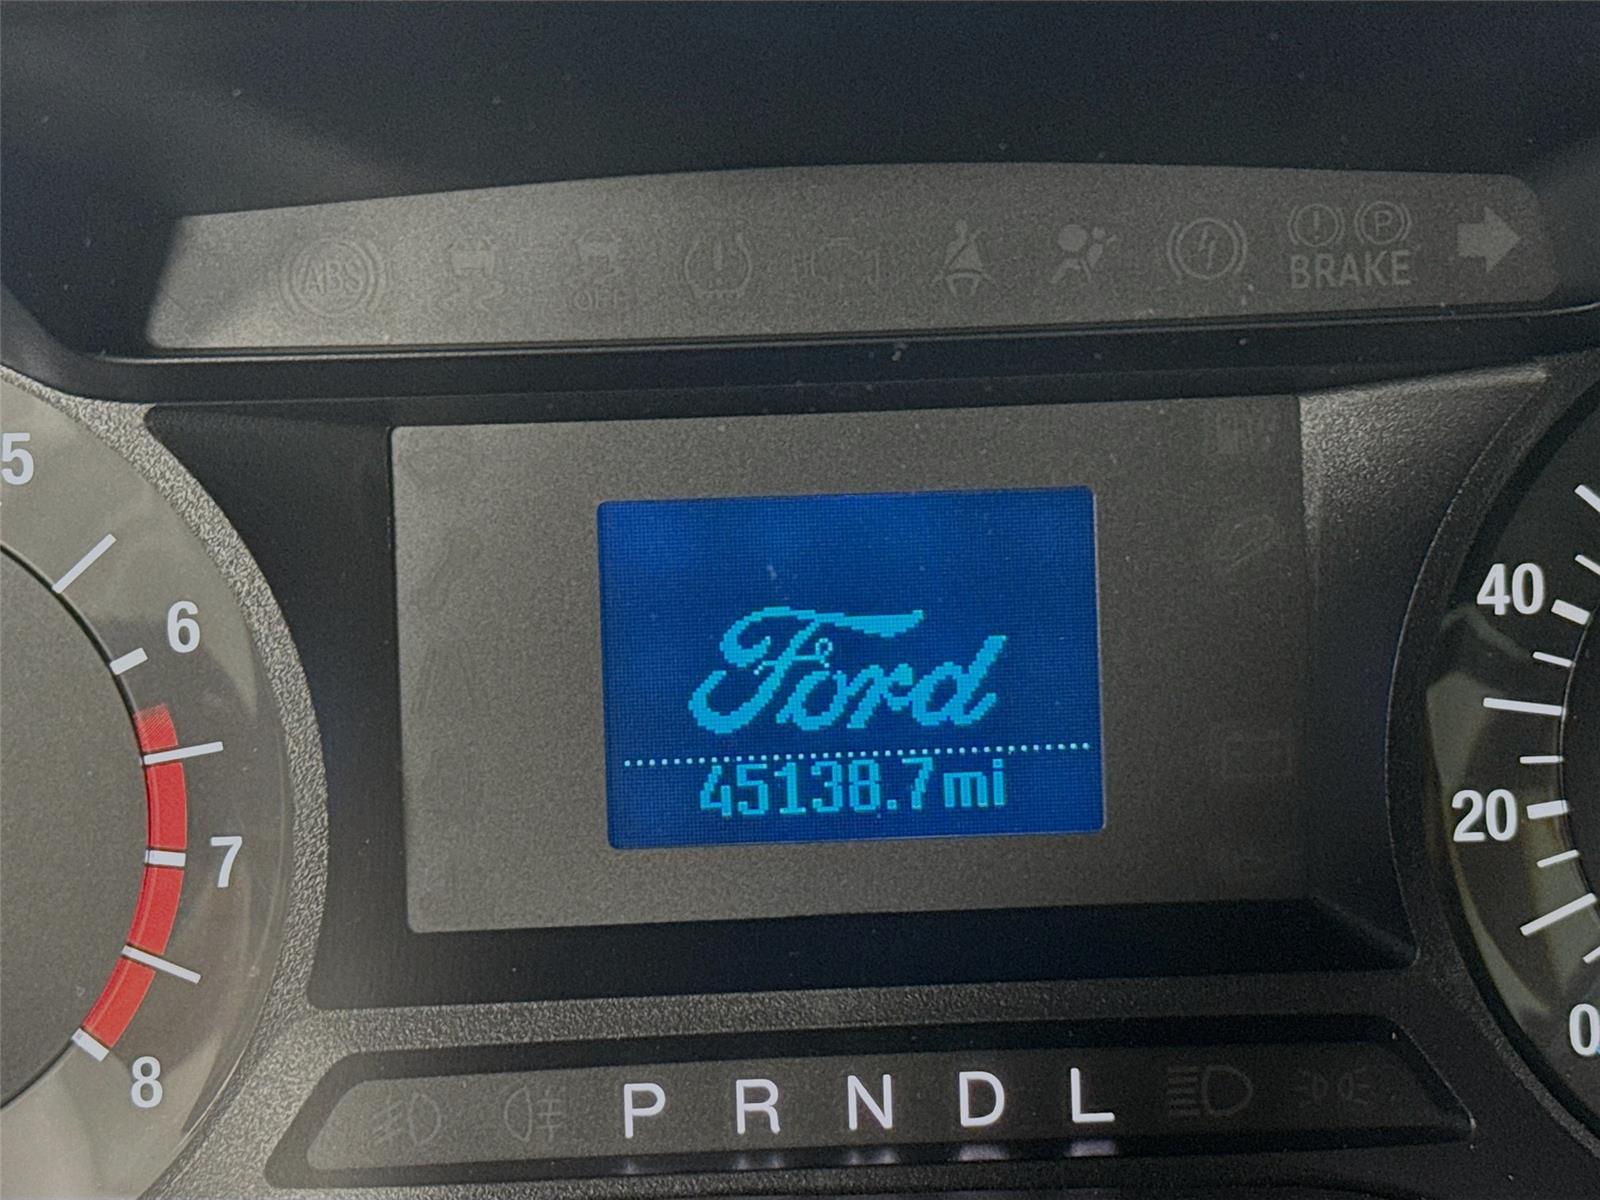 ABS
OFF
BRAKE
P
5
6
7
8
Ford
45138.7mi
40
20
0
P R N D L